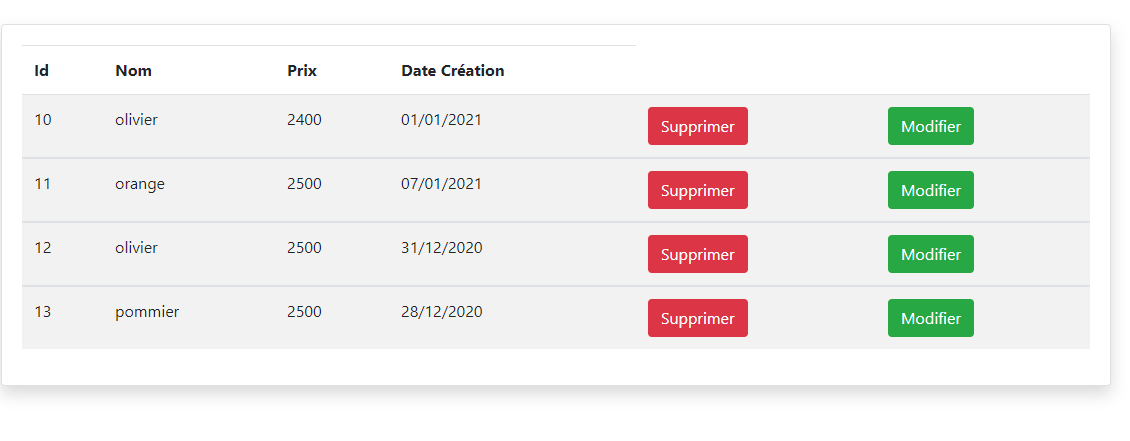 Id Nom Prix Date Création
10 olivier 2400 01/01/2021 Supprimer Modifier
11 orange 2500 07/01/2021 Supprimer Modifier
12 olivier 2500 31/12/2020 Supprimer Modifier
13 pommier 2500 28/12/2020 Supprimer Modifier